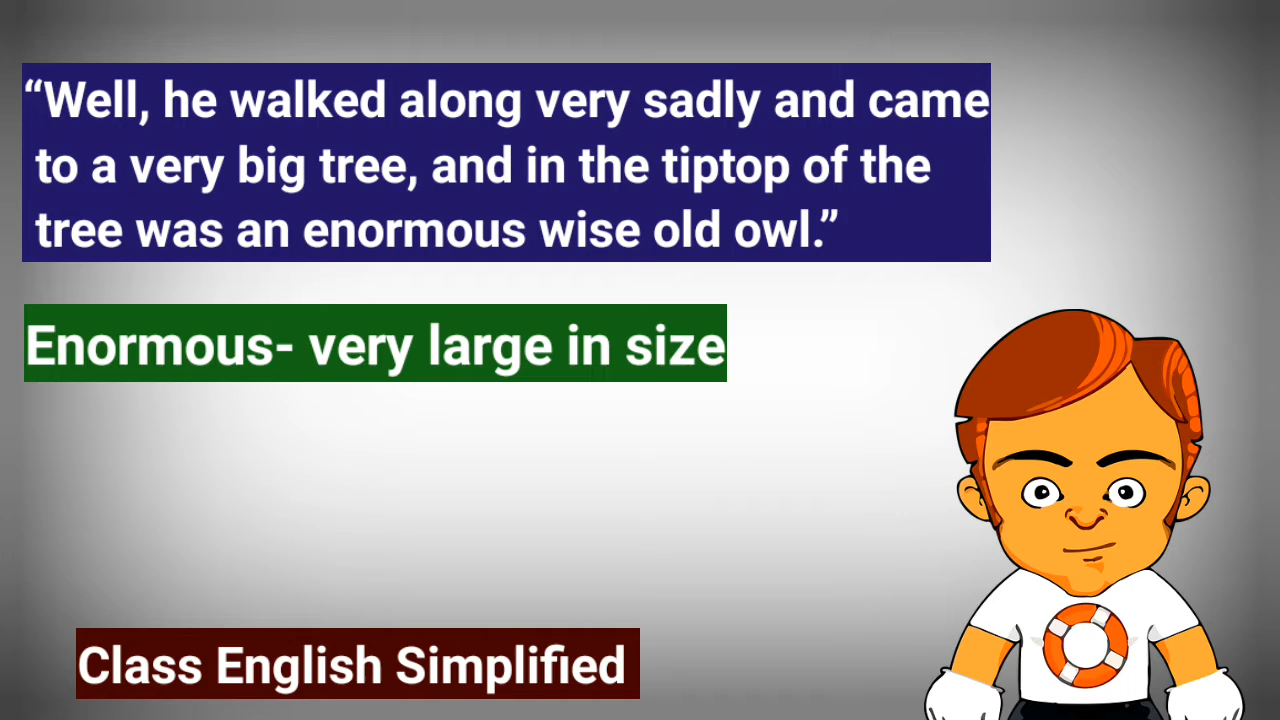 “Well, he walked along very sadly and came
to a very big tree, and in the tiptop of the
tree was an enormous wise old owl.”
Enormous- very large in size
Class English Simplified